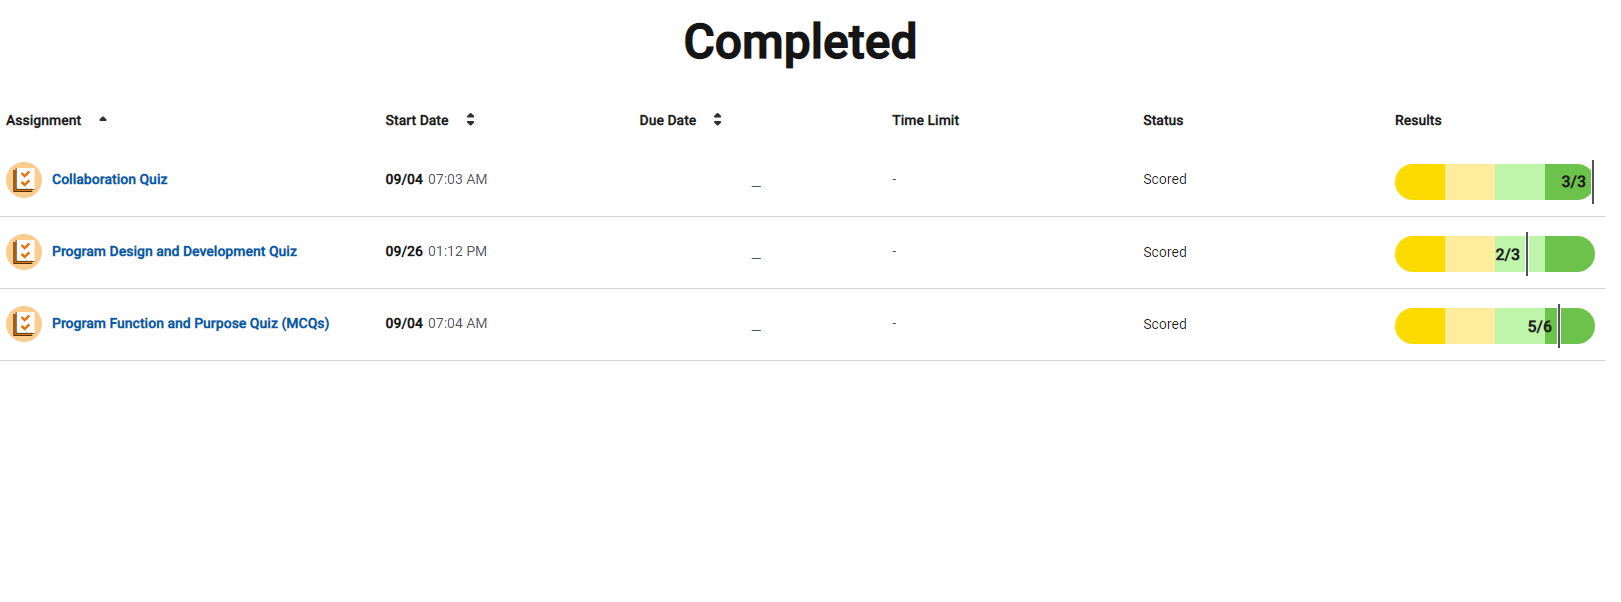 Completed
Assignment Start Date Due Date Time Limit Status Results
Collaboration Quiz 09/04 07:03 AM _ - Scored 3/3
Program Design and Development Quiz 09/26 01:12 PM _ - Scored 2/3
Program Function and Purpose Quiz (MCQs) 09/04 07:04 AM _ - Scored 5/6